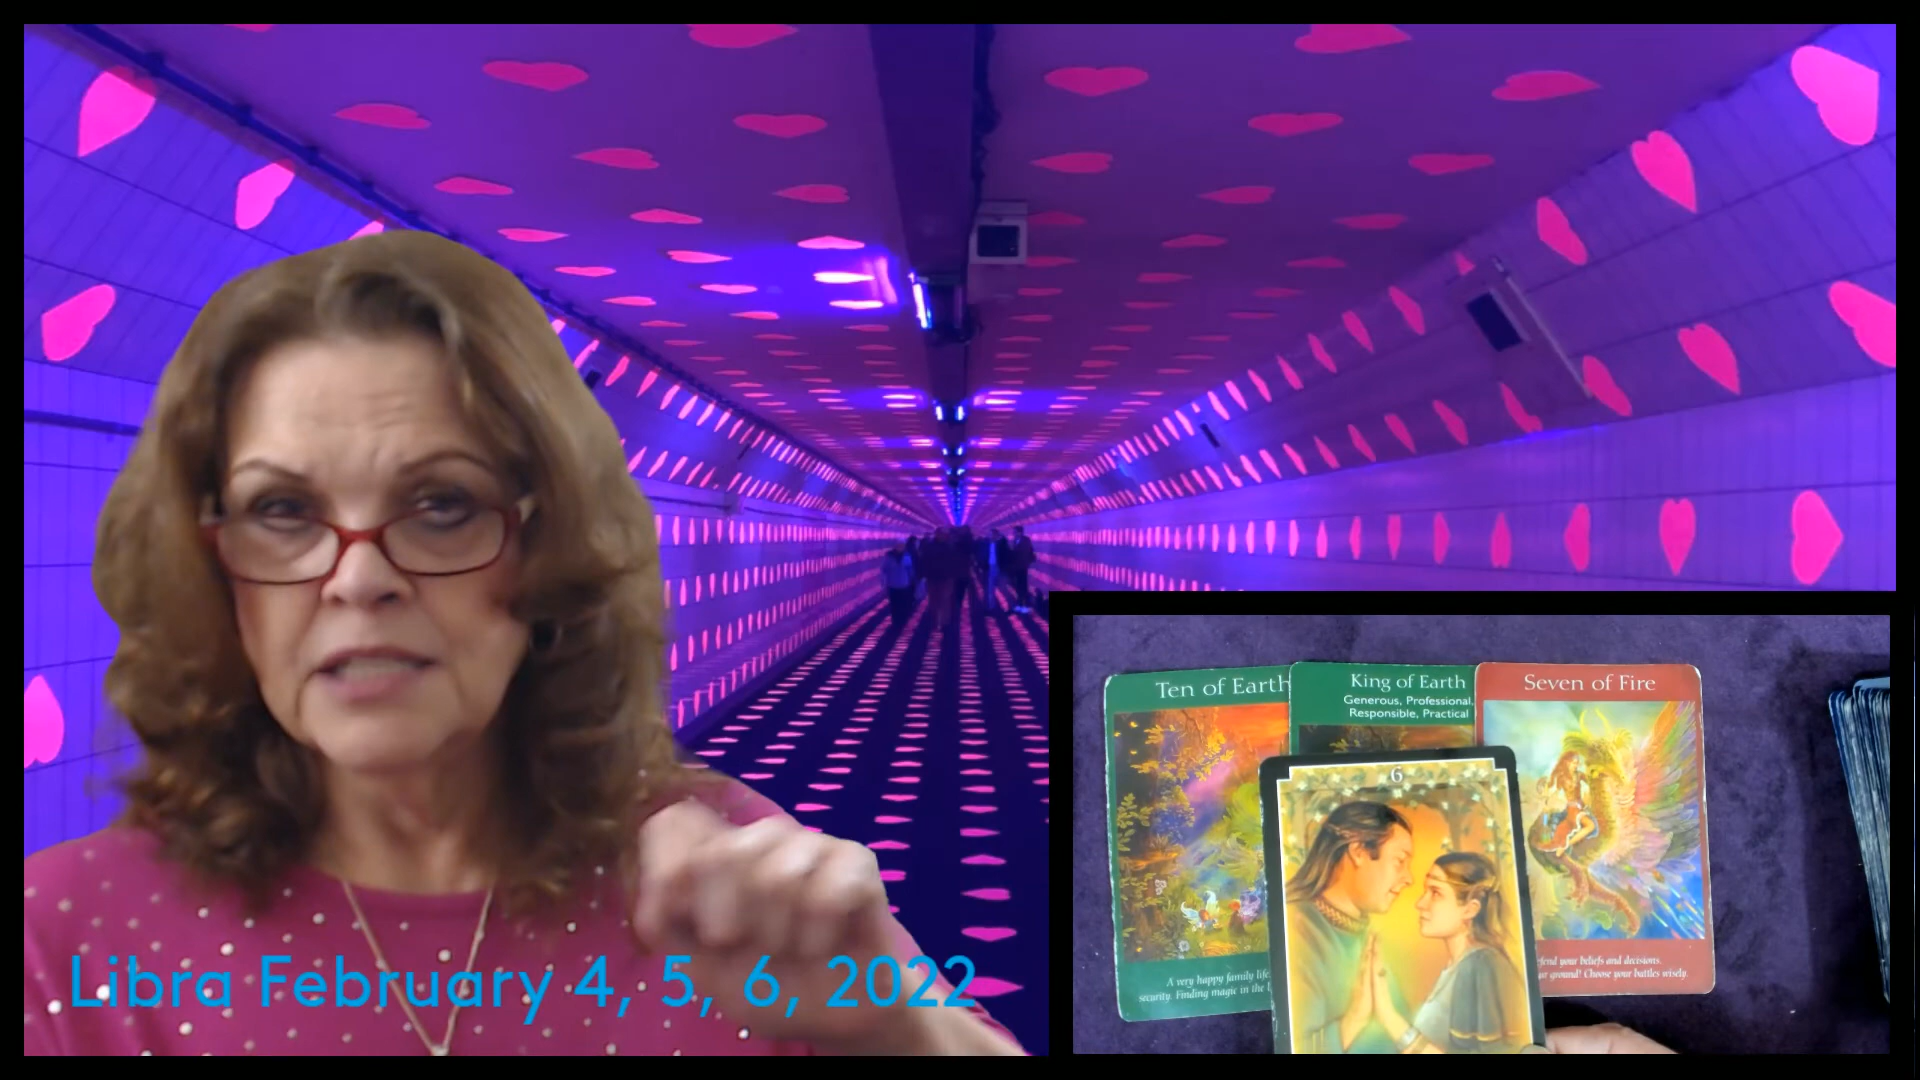 Libra February 4, 5, 6, 2022
Ten of Earth
King of Earth
Generous, Professional,
Responsible, Practical
Seven of Fire
6
A very happy family life
security. Finding magic in the
your beliefs and decisions.
ground! Choose your battles wisely.